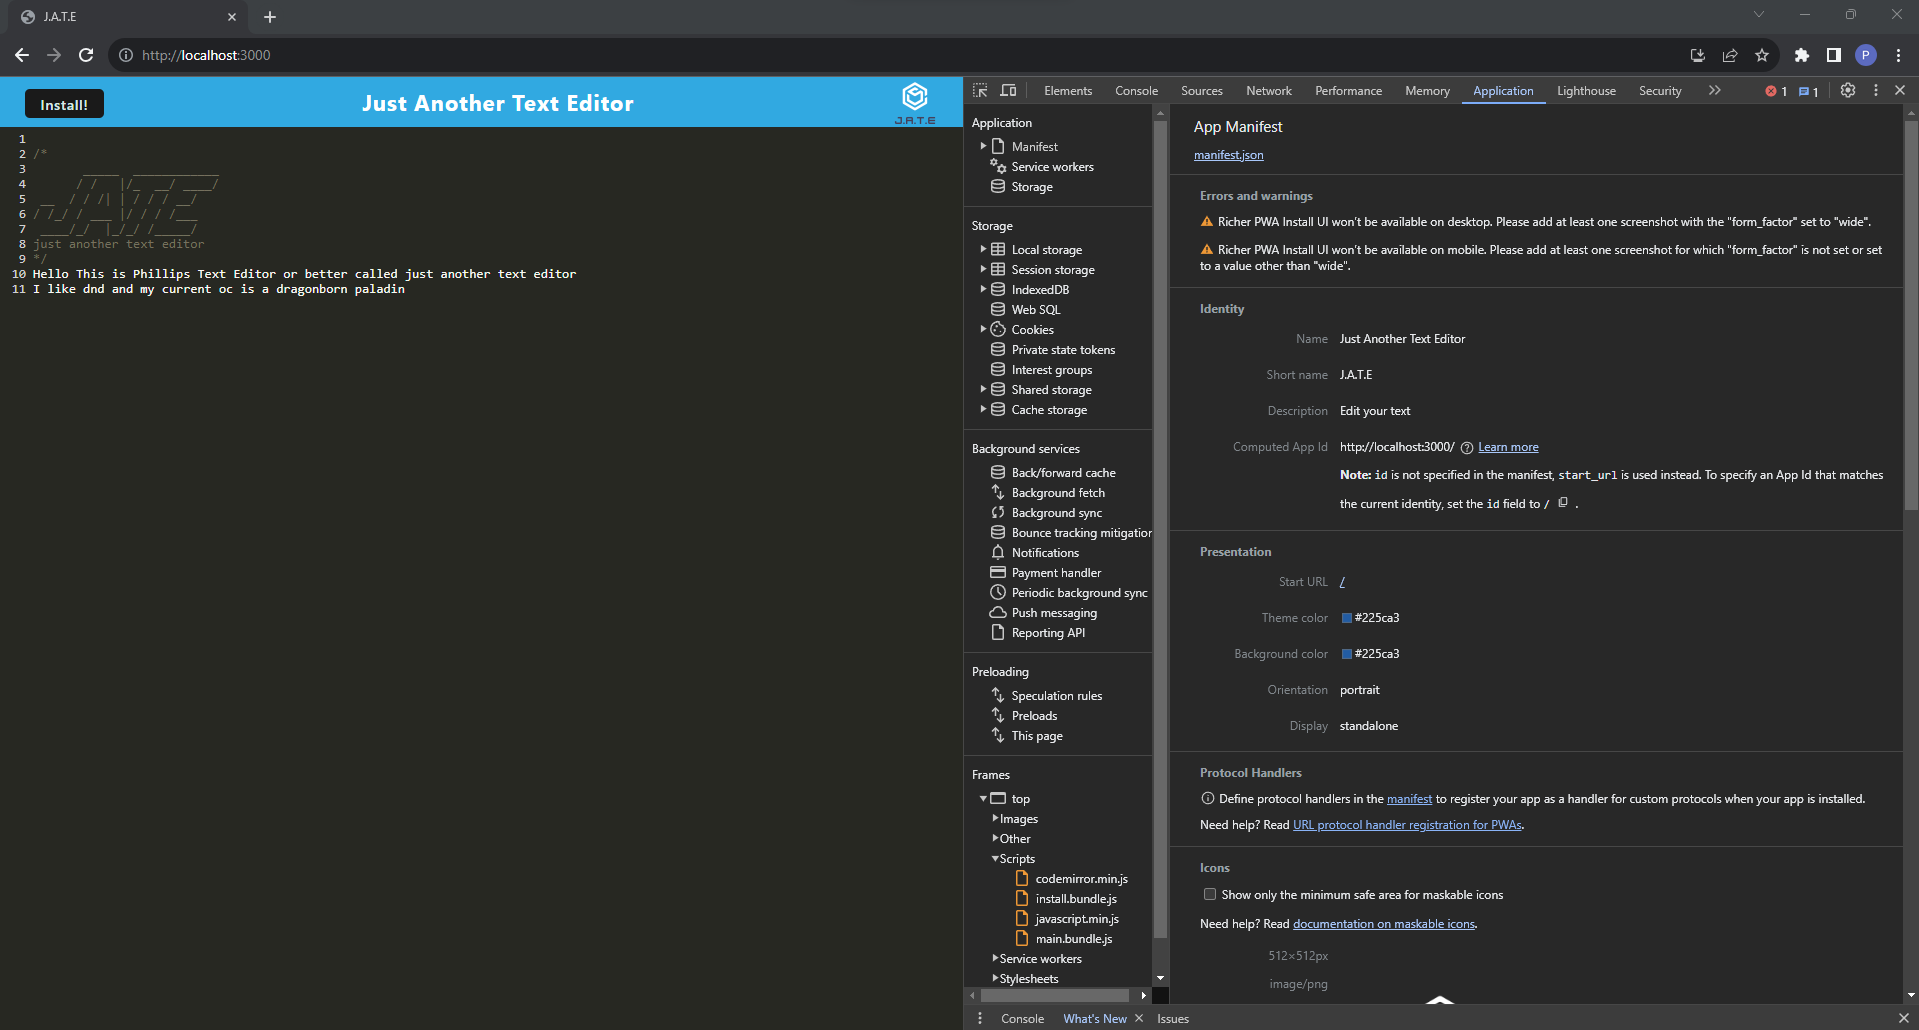 J.A.T.E
http://localhost:3000
P
Install!
Just Another Text Editor
J.A.T.E
1
2 /*
3         _____  ____________
4       / /   |/_  __/ ____/
5  __  / / /| | / / / __/
6 / /_/ / ___ |/ / / /___
7  ____/_/  |_/_/ /_____/
8 just another text editor
9 */
10 Hello This is Phillips Text Editor or better called just another text editor
11 I like dnd and my current oc is a dragonborn paladin
Elements Console Sources Network Performance Memory Application Lighthouse Security 1 1
Application
Manifest
Service workers
Storage
Storage
Local storage
Session storage
IndexedDB
Web SQL
Cookies
Private state tokens
Interest groups
Shared storage
Cache storage
Background services
Back/forward cache
Background fetch
Background sync
Bounce tracking mitigation
Notifications
Payment handler
Periodic background sync
Push messaging
Reporting API
Preloading
Speculation rules
Preloads
This page
Frames
top
Images
Other
Scripts
codemirror.min.js
install.bundle.js
javascript.min.js
main.bundle.js
Service workers
Stylesheets
App Manifest
manifest.json
Errors and warnings
Richer PWA Install UI won't be available on desktop. Please add at least one screenshot with the "form_factor" set to "wide".
Richer PWA Install UI won't be available on mobile. Please add at least one screenshot for which "form_factor" is not set or set
to a value other than "wide".
Identity
Name Just Another Text Editor
Short name J.A.T.E
Description Edit your text
Computed App Id http://localhost:3000/ Learn more
Note: id is not specified in the manifest, start_url is used instead. To specify an App Id that matches
the current identity, set the id field to / .
Presentation
Start URL /
Theme color #225ca3
Background color #225ca3
Orientation portrait
Display standalone
Protocol Handlers
Define protocol handlers in the manifest to register your app as a handler for custom protocols when your app is installed.
Need help? Read URL protocol handler registration for PWAs.
Icons
Show only the minimum safe area for maskable icons
Need help? Read documentation on maskable icons.
512×512px
image/png
Console What's New Issues